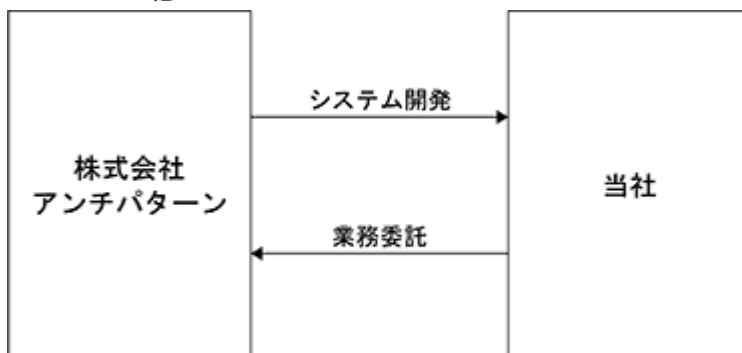 株式会社
アンチパターン
システム開発
業務委託
当社